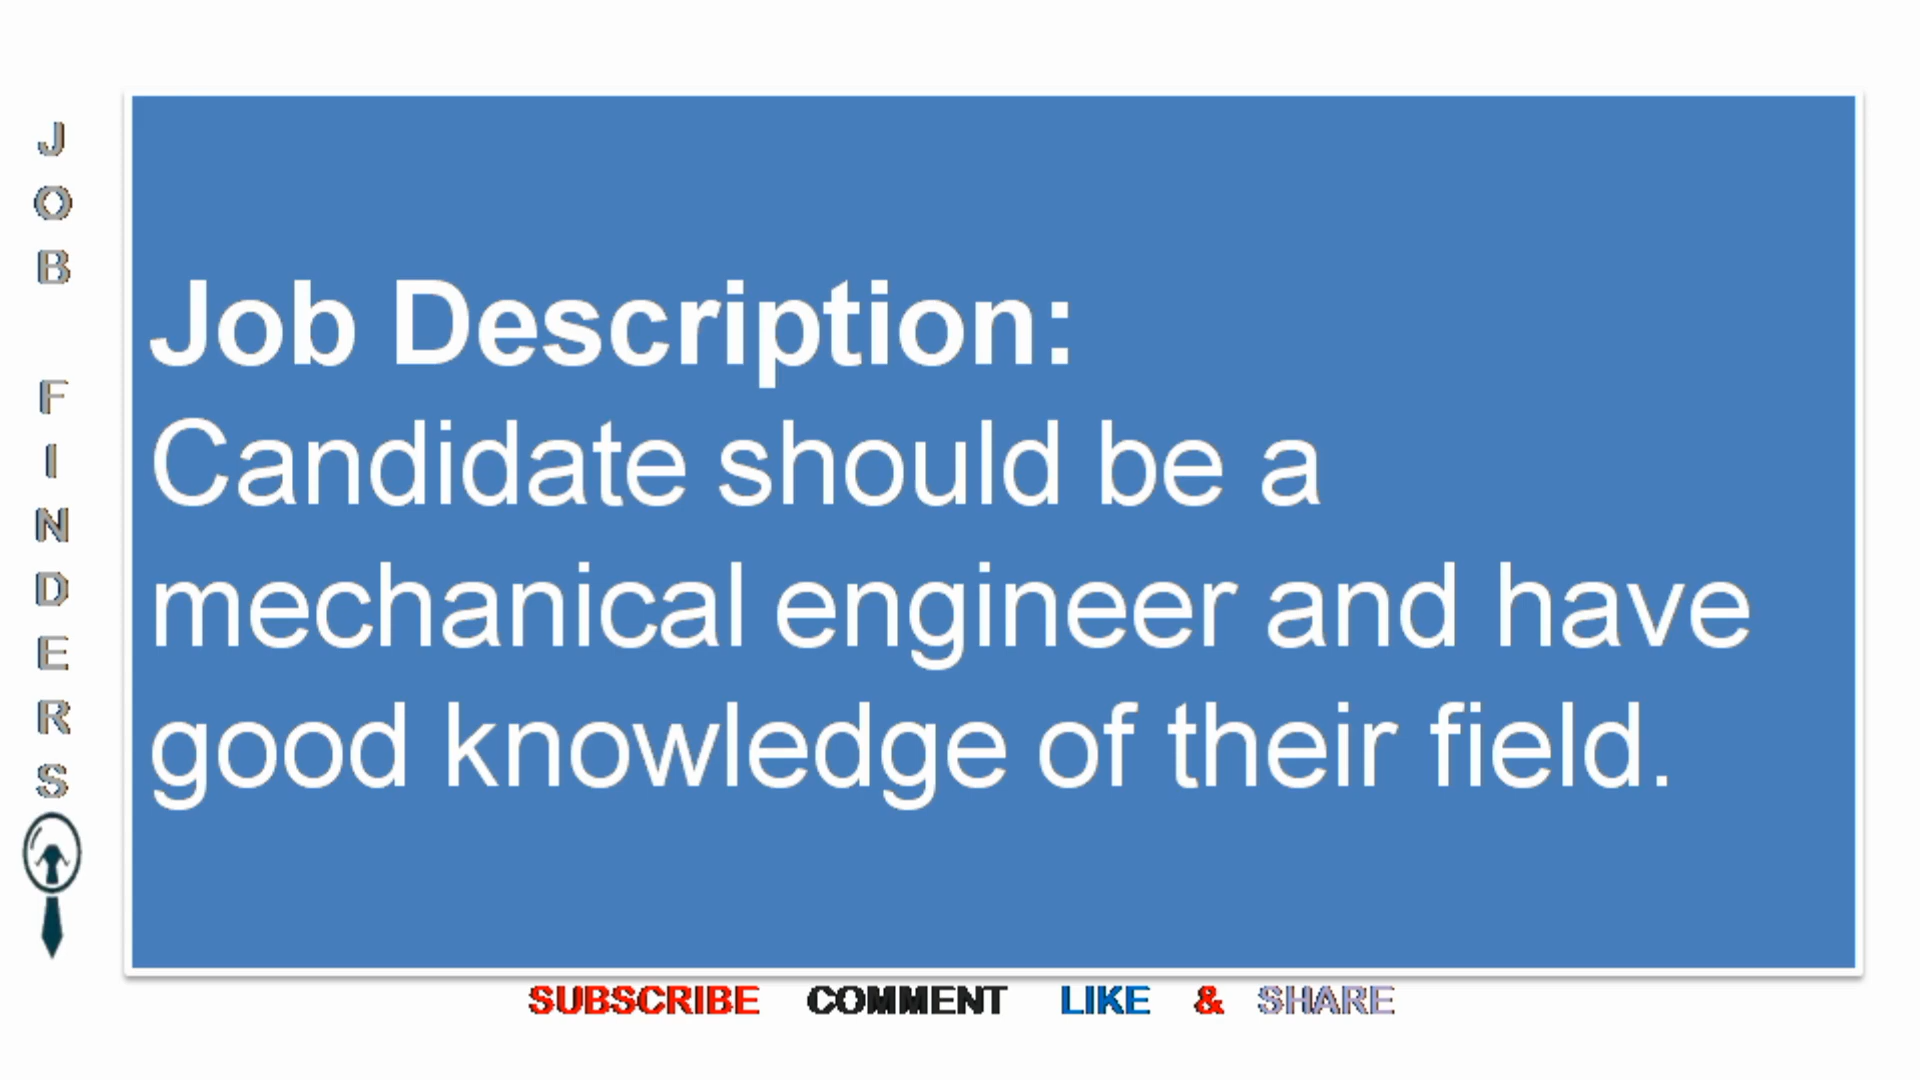 JOB FINDERS
Job Description:
Candidate should be a
mechanical engineer and have
good knowledge of their field.
SUBSCRIBE COMMENT LIKE & SHARE